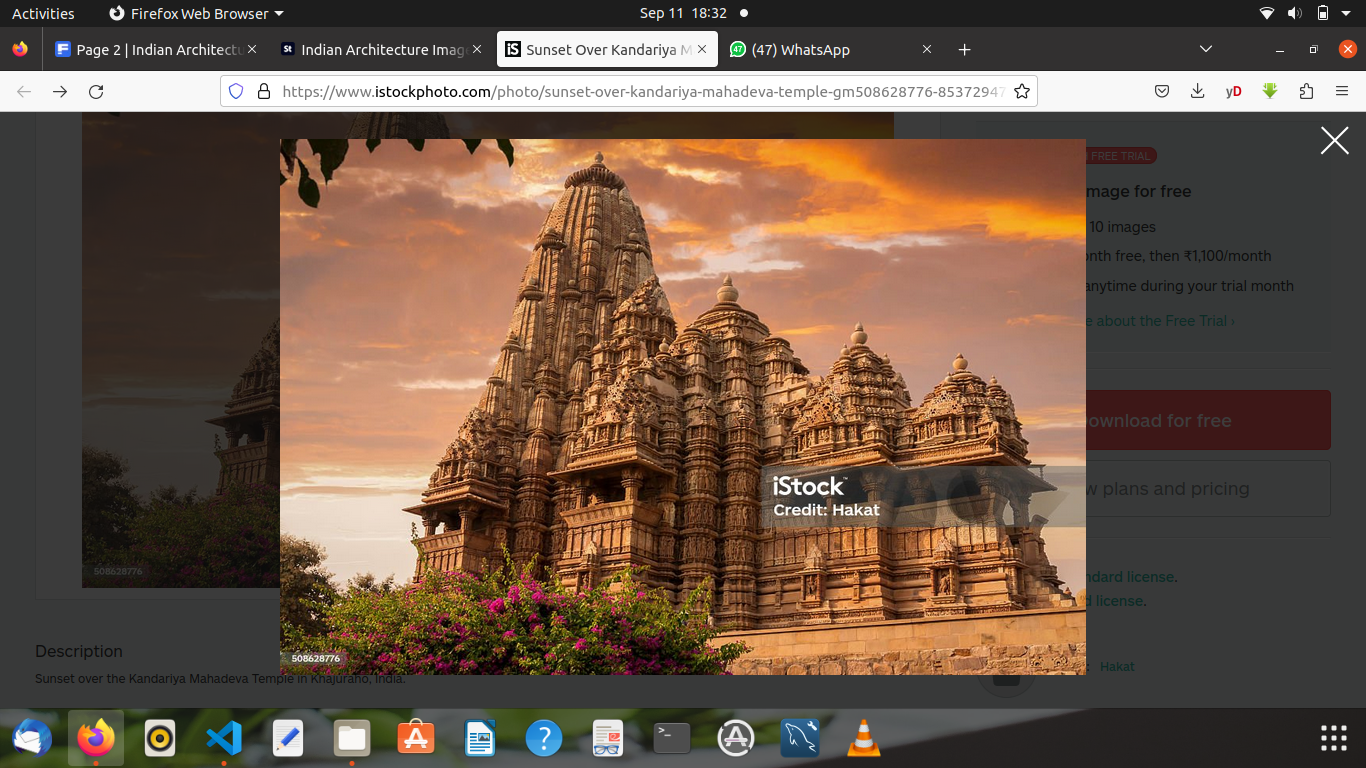 Activities
Firefox Web Browser
Sep 11 18:32
Page 2 | Indian Architectu
St
Indian Architecture Imag
iS
Sunset Over Kandariya M
47
(47) WhatsApp
https://www.istockphoto.com/photo/sunset-over-kandariya-mahadeva-temple-gm508628776-85372947
yD
FREE TRIAL
mage for free
10 images
onth free, then ₹1,100/month
anytime during your trial month
e about the Free Trial ›
ownload for free
w plans and pricing
iStock™
Credit: Hakat
508628776
508628776
ndard license.
d license.
: Hakat
Description
Sunset over the Kandariya Mahadeva Temple in Khajuraho, India.